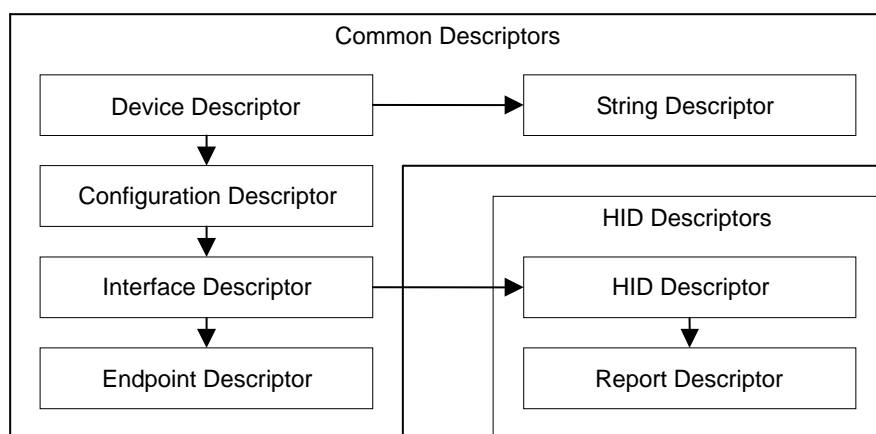 Common Descriptors
Device Descriptor
String Descriptor
Configuration Descriptor
HID Descriptors
Interface Descriptor
HID Descriptor
Endpoint Descriptor
Report Descriptor